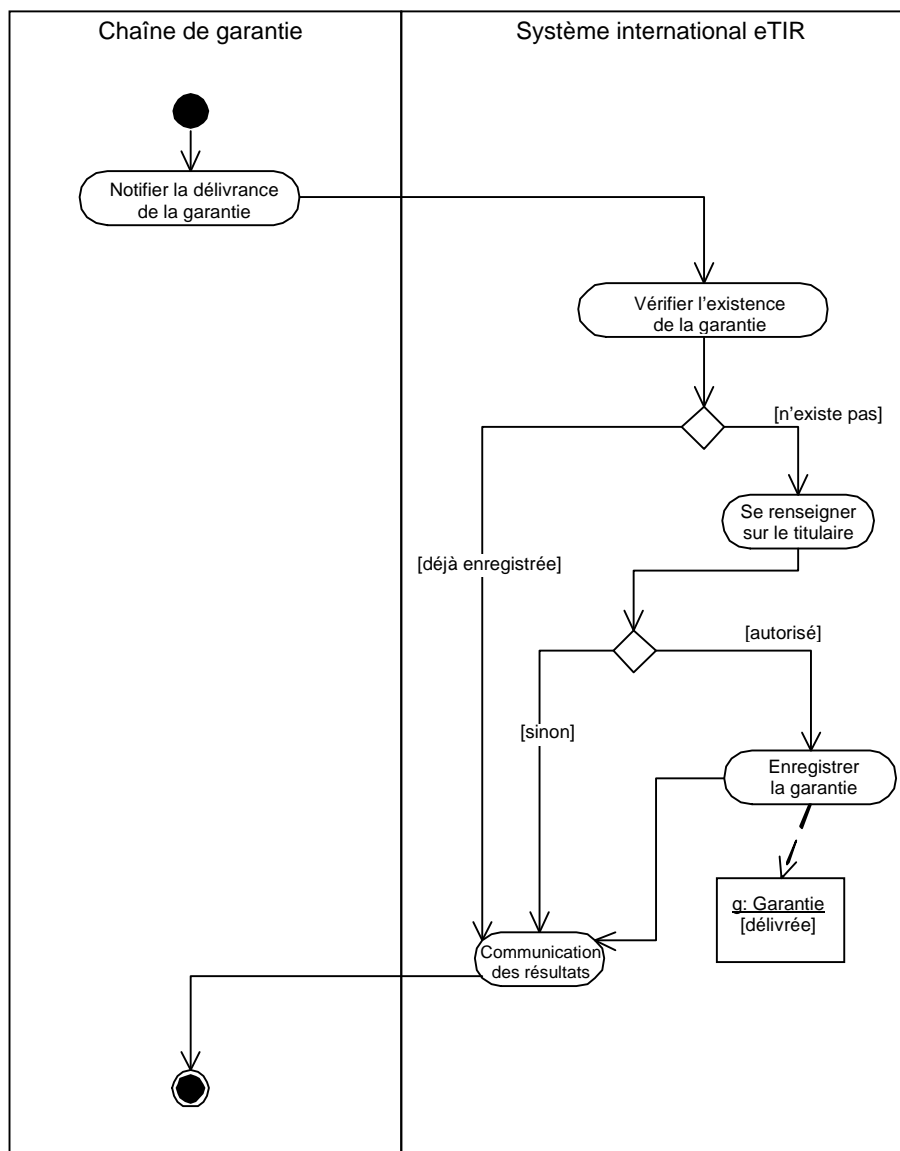 Chaîne de garantie
Système international eTIR
Notifier la délivrance
de la garantie
Vérifier l'existence
de la garantie
[n'existe pas]
Se renseigner
sur le titulaire
[déjà enregistrée]
[autorisé]
[sinon]
Enregistrer
la garantie
g: Garantie
[délivrée]
Communication
des résultats